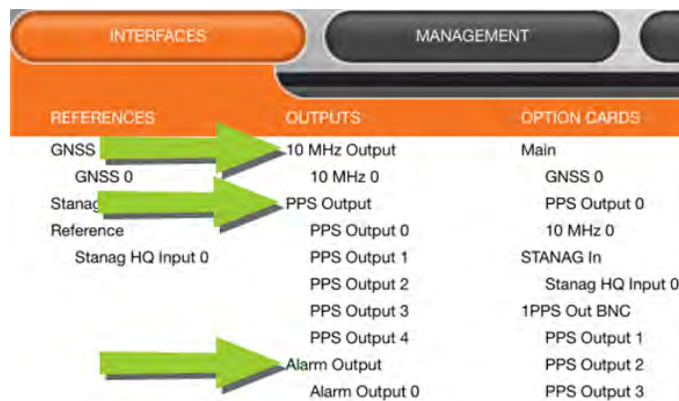 INTERFACES
MANAGEMENT
REFERENCES
GNSS
GNSS 0
Reference
Stanag HQ Input 0
OUTPUTS
10 MHz Output
10 MHz 0
PPS Output
PPS Output 0
PPS Output 1
PPS Output 2
PPS Output 3
PPS Output 4
Alarm Output
Alarm Output 0
OPTION CARDS
Main
GNSS 0
PPS Output 0
10 MHz 0
STANAG In
Stanag HQ Input 0
1PPS Out BNC
PPS Output 1
PPS Output 2
PPS Output 3